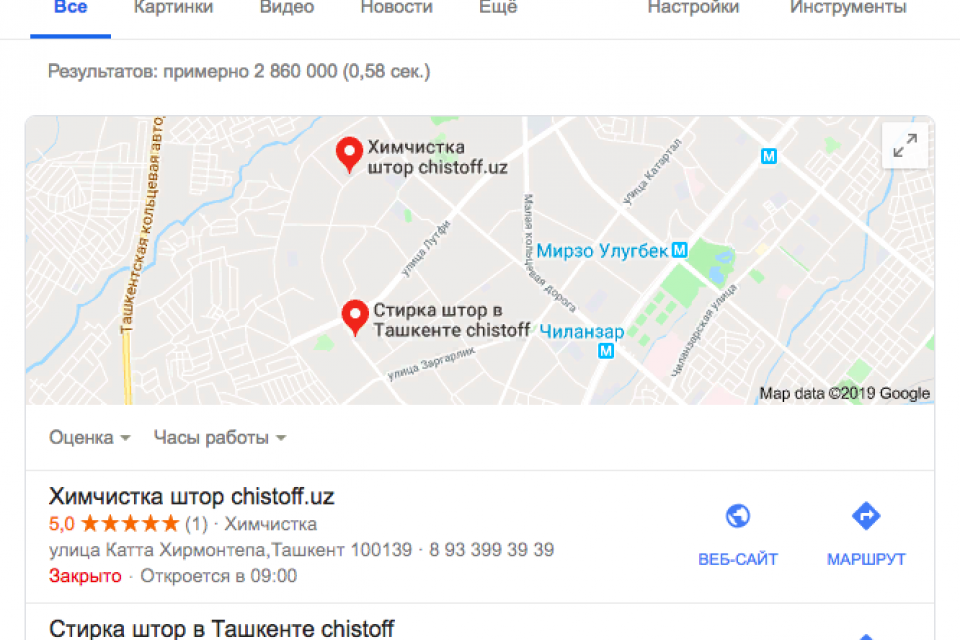 Все Картинки Видео Новости Ещё Настройки Инструменты
Результатов: примерно 2 860 000 (0,58 сек.)
Химчистка
штор chistoff.uz
Ташкентская кольцевая авто
улица Катартал
улица Лутфи
Малая кольцевая дорога
Мирзо Улугбек M
M
Стирка штор в
Ташкенте chistoff
Чиланзар
M
Чиланзарская улица
улица Заргарлик
Map data ©2019 Google
Оценка Часы работы
Химчистка штор chistoff.uz
5,0 ★★★★★ (1) · Химчистка
улица Катта Хирмонтепа,Ташкент 100139 · 8 93 399 39 39
Закрыто · Откроется в 09:00
ВЕБ-САЙТ МАРШРУТ
Стирка штор в Ташкенте chistoff